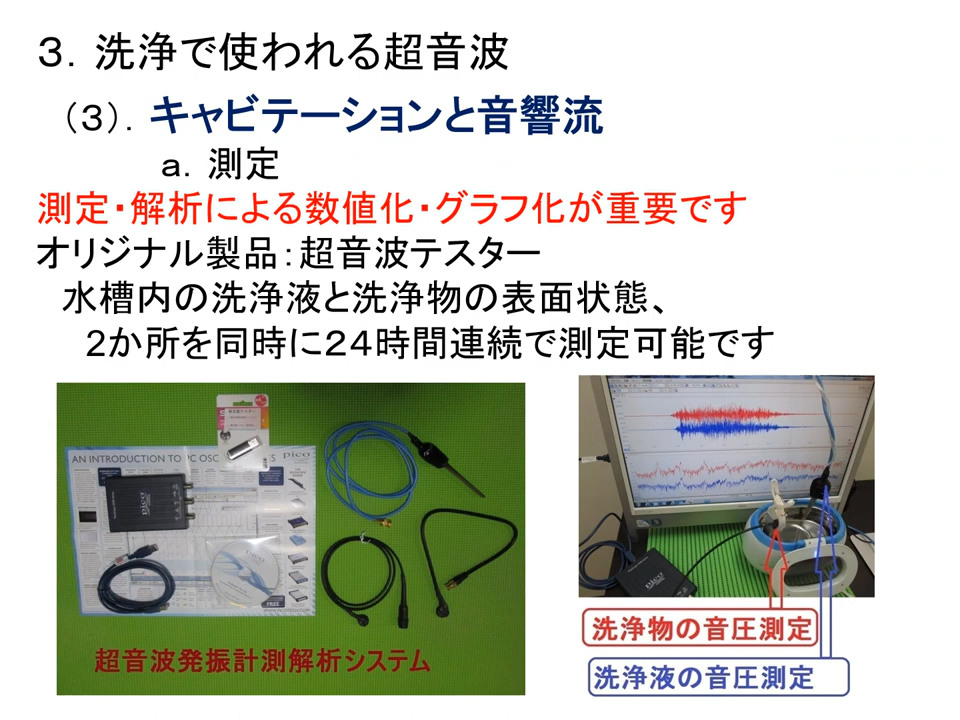 ３．洗浄で使われる超音波
（３）．キャビテーションと音響流
ａ．測定
測定・解析による数値化・グラフ化が重要です
オリジナル製品：超音波テスター
水槽内の洗浄液と洗浄物の表面状態、
２か所を同時に２４時間連続で測定可能です
AN INTRODUCTION TO PC OSC
pico
pico
FREE
超音波発振計測解析システム
pico
洗浄物の音圧測定
洗浄液の音圧測定